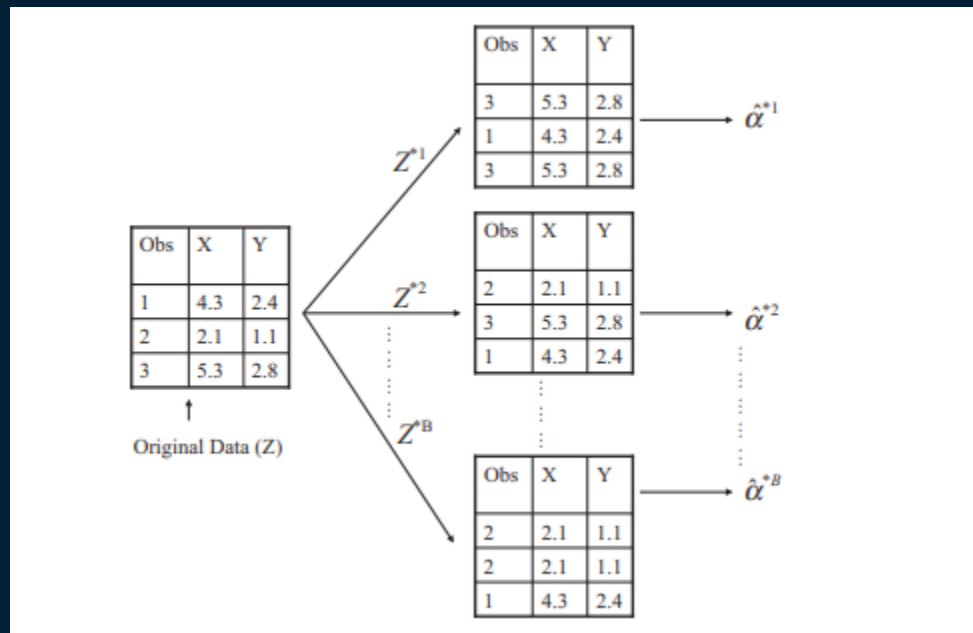 Obs X Y
3 5.3 2.8
1 4.3 2.4
3 5.3 2.8
α̂*1
Z*1
Obs X Y
1 4.3 2.4
2 2.1 1.1
3 5.3 2.8
Original Data (Z)
Z*2
Obs X Y
2 2.1 1.1
3 5.3 2.8
1 4.3 2.4
α̂*2
Z*B
Obs X Y
2 2.1 1.1
2 2.1 1.1
1 4.3 2.4
α̂*B